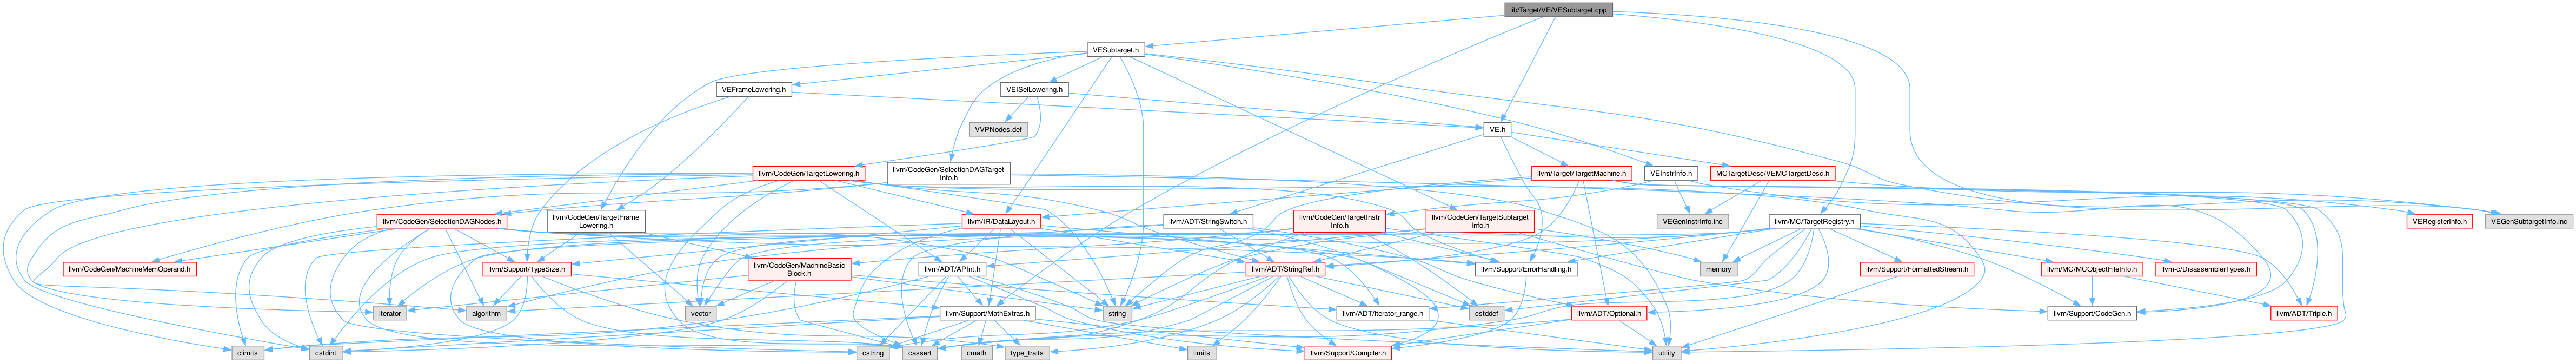 lib/Target/VE/VESubtarget.cpp
VESubtarget.h
VEFrameLowering.h
VEISelLowering.h
VVPNodes.def
VE.h
llvm/CodeGen/TargetLowering.h
llvm/CodeGen/SelectionDAGTarget
Info.h
llvm/Target/TargetMachine.h
VEInstrInfo.h
MCTargetDesc/VEMCTargetDesc.h
llvm/CodeGen/SelectionDAGNodes.h
llvm/CodeGen/TargetFrame
Lowering.h
llvm/IR/DataLayout.h
llvm/ADT/StringSwitch.h
llvm/CodeGen/TargetInstr
Info.h
llvm/CodeGen/TargetSubtarget
Info.h
VEGenInstrInfo.inc
llvm/MC/TargetRegistry.h
VERegisterInfo.h
VEGenSubtargetInfo.inc
llvm/CodeGen/MachineMemOperand.h
llvm/Support/TypeSize.h
llvm/CodeGen/MachineBasic
Block.h
llvm/ADT/APInt.h
llvm/ADT/StringRef.h
llvm/Support/ErrorHandling.h
memory
llvm/Support/FormattedStream.h
llvm/MC/MCObjectFileInfo.h
llvm-c/DisassemblerTypes.h
iterator
algorithm
vector
llvm/Support/MathExtras.h
string
llvm/ADT/iterator_range.h
cstddef
llvm/ADT/Optional.h
llvm/Support/CodeGen.h
llvm/ADT/Triple.h
climits
cstdint
cstring
cassert
cmath
type_traits
limits
llvm/Support/Compiler.h
utility